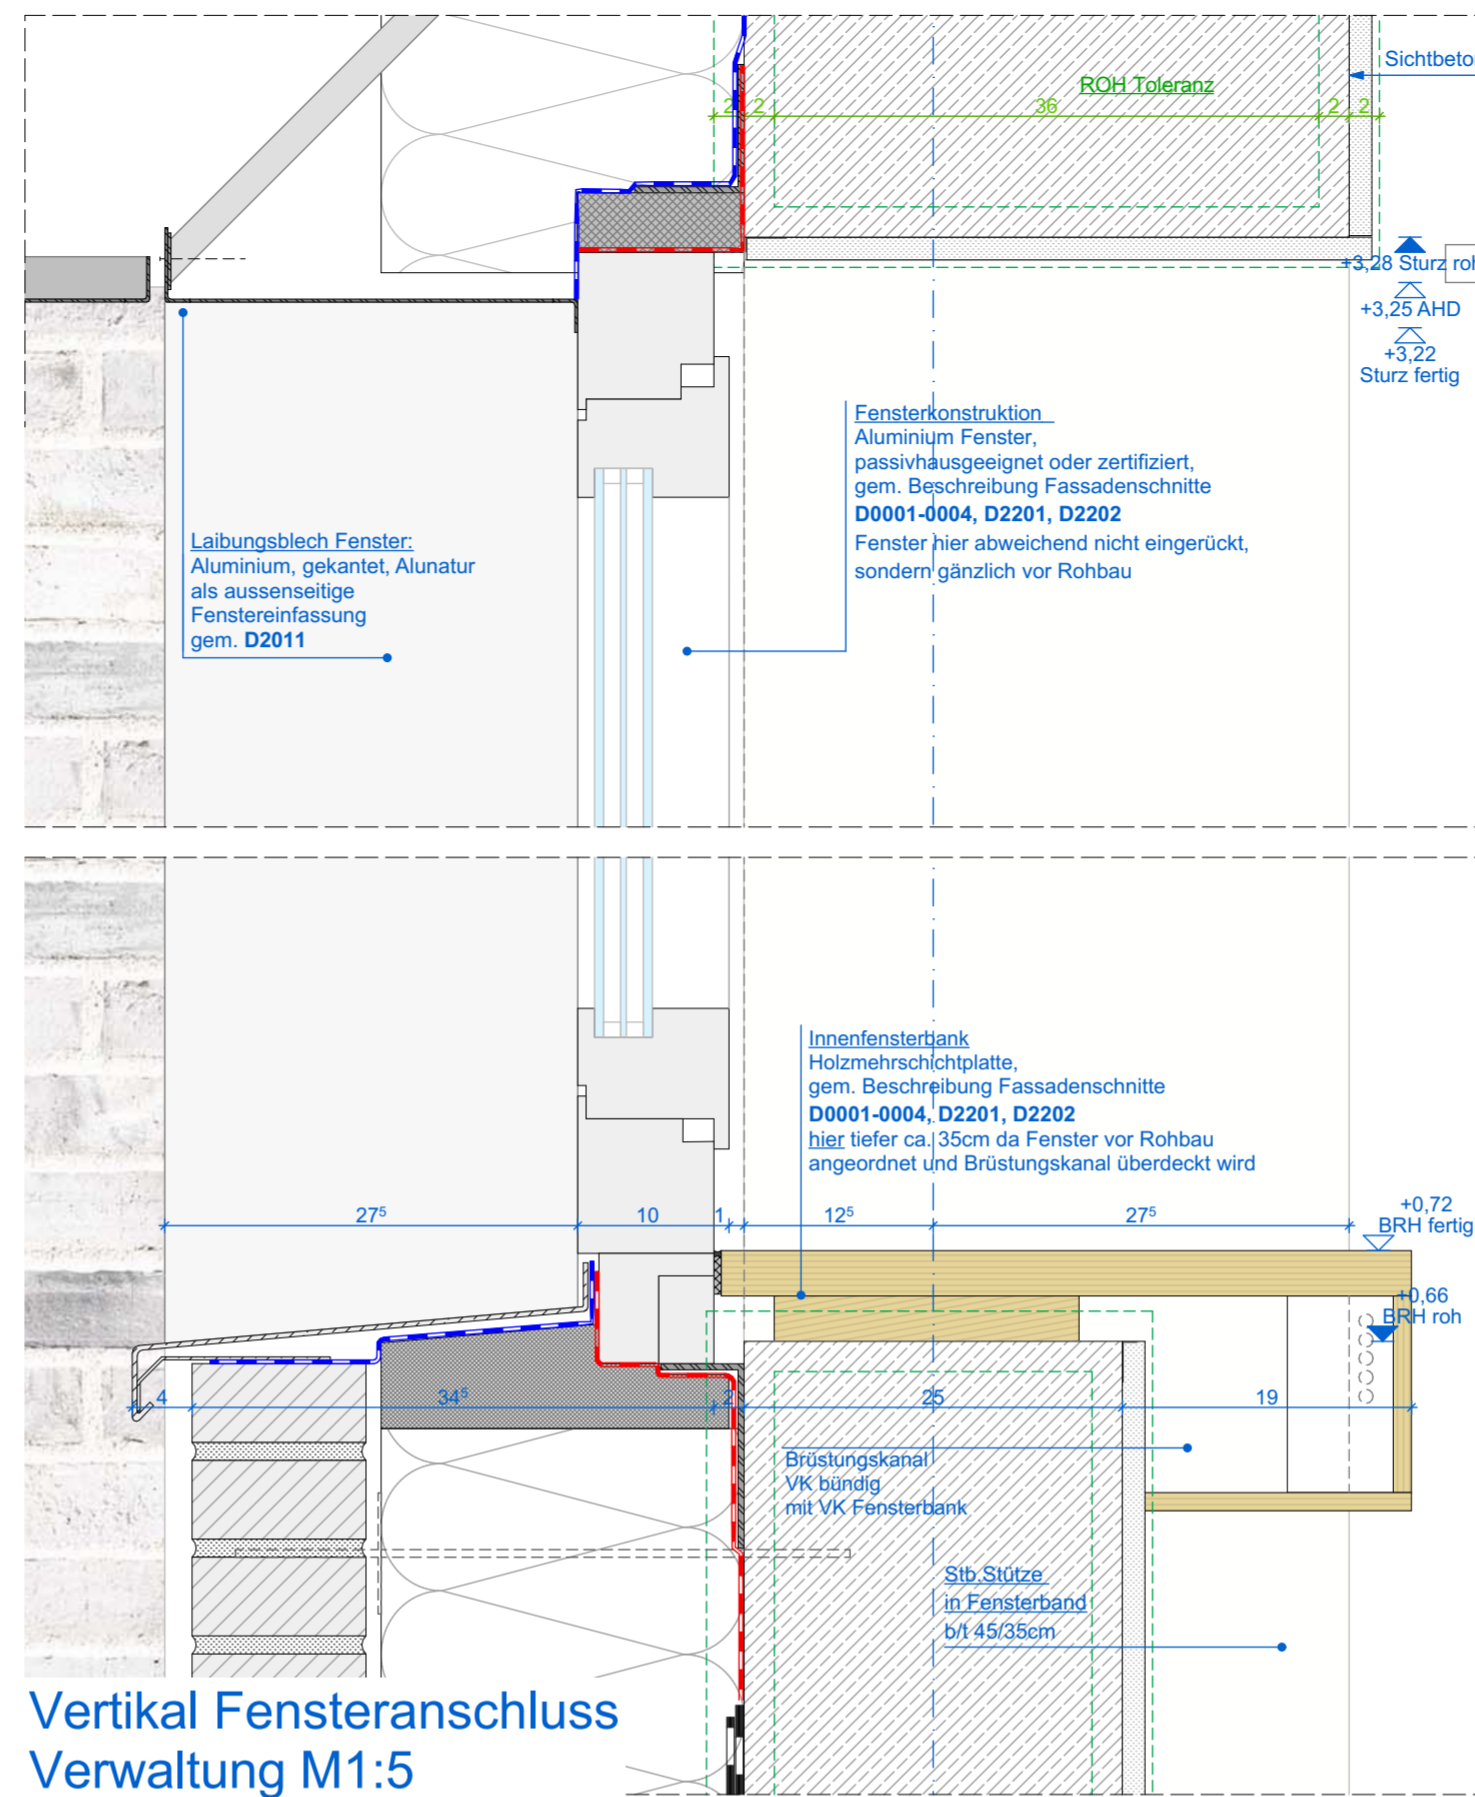 Sichtbeto
ROH Toleranz
2 2 36 2 2
+3,28 Sturz roh
+3,25 AHD
+3,22
Sturz fertig
Fensterkonstruktion
Aluminium Fenster,
passivhausgeeignet oder zertifiziert,
gem. Beschreibung Fassadenschnitte
D0001-0004, D2201, D2202
Fenster hier abweichend nicht eingerückt,
sondern gänzlich vor Rohbau
Laibungsblech Fenster:
Aluminium, gekantet, Alunatur
als aussenseitige
Fenstereinfassung
gem. D2011
Innenfensterbank
Holzmehrschichtplatte,
gem. Beschreibung Fassadenschnitte
D0001-0004, D2201, D2202
hier tiefer ca. 35cm da Fenster vor Rohbau
angeordnet und Brüstungskanal überdeckt wird
27⁵ 10 1 12⁵ 27⁵
+0,72
BRH fertig
+0,66
BRH roh
4 34⁵ 2 25 19
Brüstungskanal
VK bündig
mit VK Fensterbank
Stb.Stütze
in Fensterband
b/t 45/35cm
Vertikal Fensteranschluss
Verwaltung M1:5